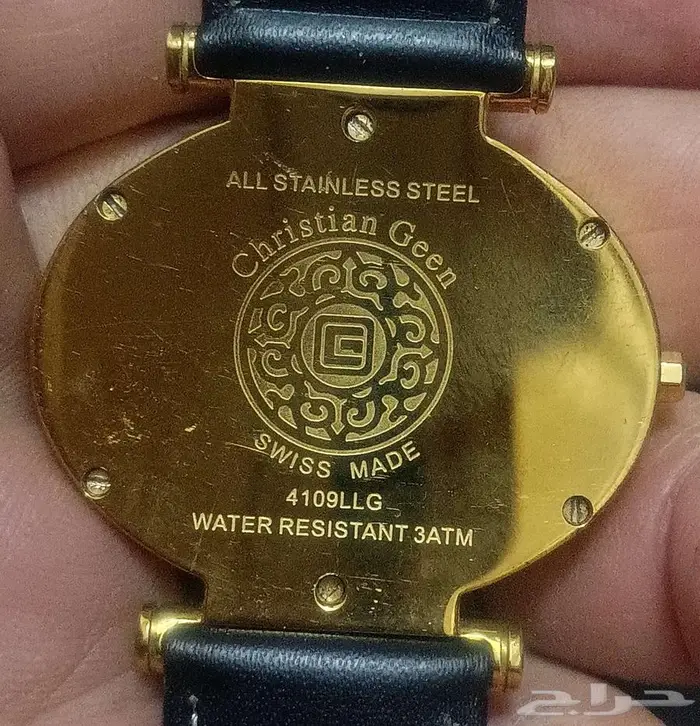 ALL STAINLESS STEEL
Christian Geen
SWISS MADE
4109LLG
WATER RESISTANT 3ATM
حراج